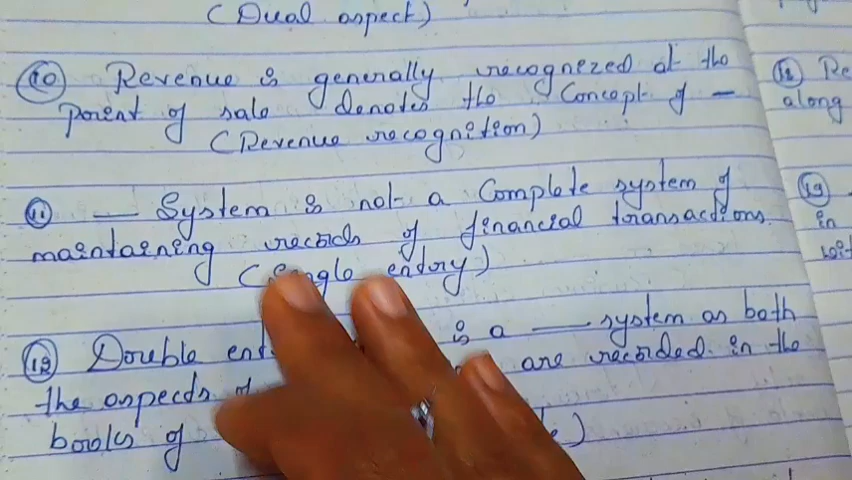 (Dual aspect)
(10) Revenue is generally recognized at the
Point of sale denotes the Concept of -
(Revenue recognition)
(11) — System is not a Complete system of
maintaining records of financial transactions.
(Single entry)
(12) Double is a — system as both
the aspects are recorded in the
books of
(18) Re
along
(19)
in